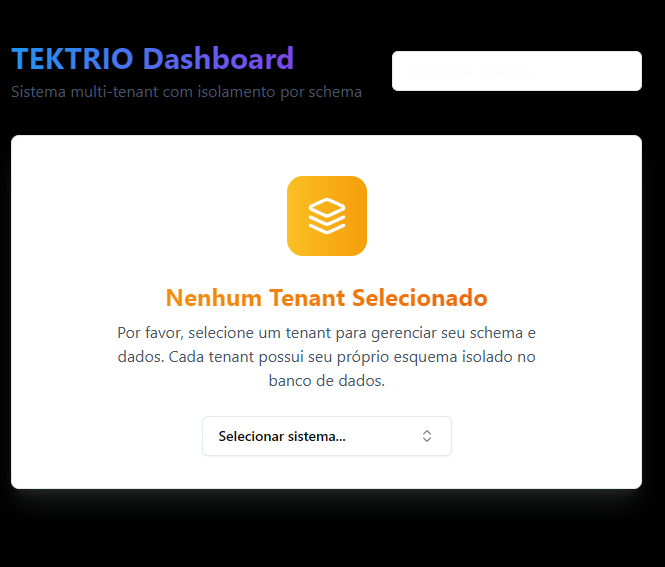 TEKTRIO Dashboard
Sistema multi-tenant com isolamento por schema
Nenhum Tenant Selecionado
Por favor, selecione um tenant para gerenciar seu schema e
dados. Cada tenant possui seu próprio esquema isolado no
banco de dados.
Selecionar sistema...